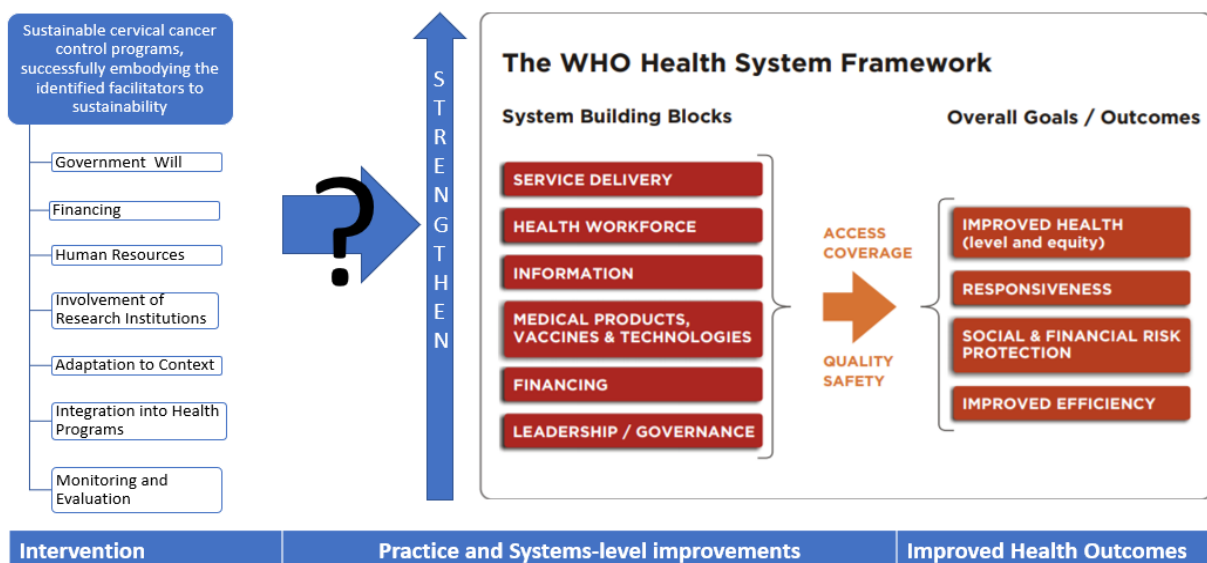 Sustainable cervical cancer
control programs,
successfully embodying the
identified facilitators to
sustainability
Government Will
Financing
Human Resources
Involvement of
Research Institutions
Adaptation to Context
Integration into Health
Programs
Monitoring and
Evaluation
?
STRENGTHEN
The WHO Health System Framework
System Building Blocks
Overall Goals / Outcomes
SERVICE DELIVERY
HEALTH WORKFORCE
INFORMATION
MEDICAL PRODUCTS,
VACCINES & TECHNOLOGIES
FINANCING
LEADERSHIP / GOVERNANCE
ACCESS
COVERAGE
QUALITY
SAFETY
IMPROVED HEALTH
(level and equity)
RESPONSIVENESS
SOCIAL & FINANCIAL RISK
PROTECTION
IMPROVED EFFICIENCY
Intervention
Practice and Systems-level improvements
Improved Health Outcomes